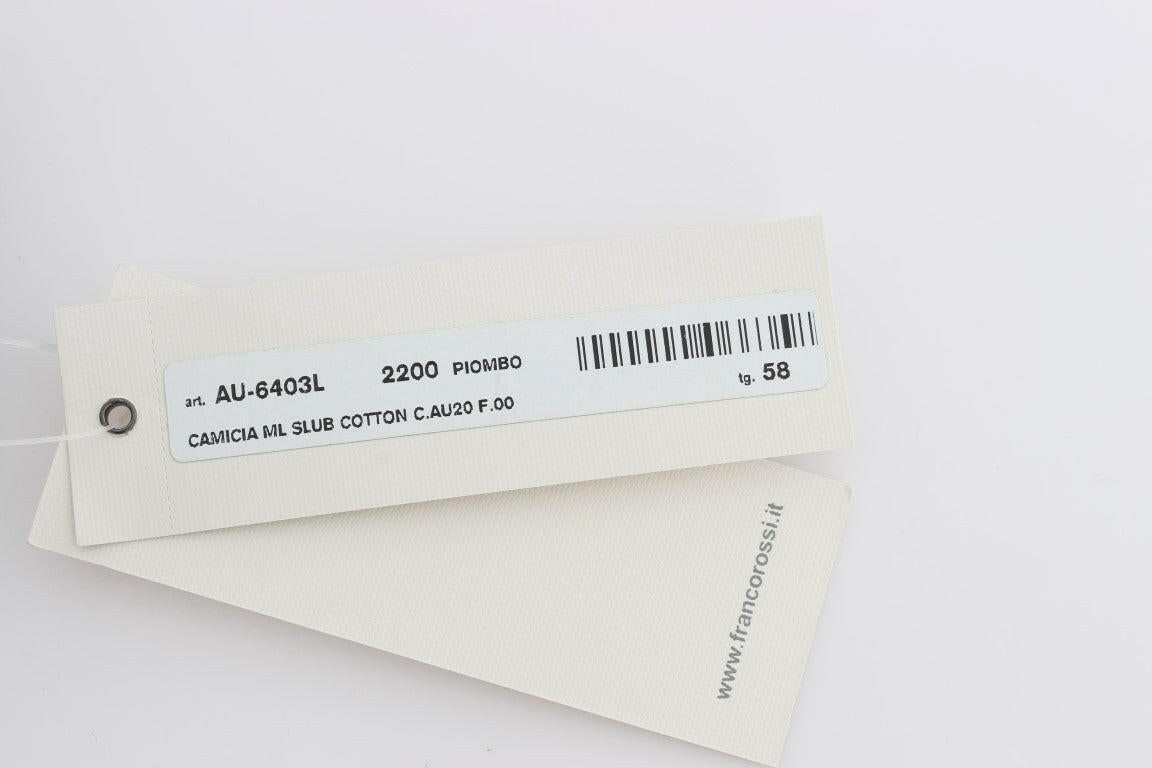 art. AU-6403L 2200 PIOMBO
tg. 58
CAMICIA ML SLUB COTTON C.AU20 F.00
www.francorossi.it